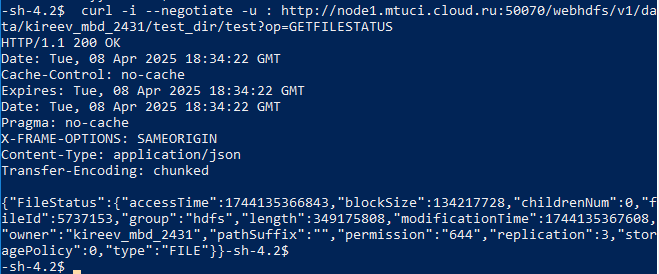 -sh-4.2$  curl -i --negotiate -u : http://node1.mtuci.cloud.ru:50070/webhdfs/v1/da
ta/kireev_mbd_2431/test_dir/test?op=GETFILESTATUS
HTTP/1.1 200 OK
Date: Tue, 08 Apr 2025 18:34:22 GMT
Cache-Control: no-cache
Expires: Tue, 08 Apr 2025 18:34:22 GMT
Date: Tue, 08 Apr 2025 18:34:22 GMT
Pragma: no-cache
X-FRAME-OPTIONS: SAMEORIGIN
Content-Type: application/json
Transfer-Encoding: chunked

{"FileStatus":{"accessTime":1744135366843,"blockSize":134217728,"childrenNum":0,"f
ileId":5737153,"group":"hdfs","length":349175808,"modificationTime":1744135367608,
"owner":"kireev_mbd_2431","pathSuffix":"","permission":"644","replication":3,"stor
agePolicy":0,"type":"FILE"}}-sh-4.2$
-sh-4.2$